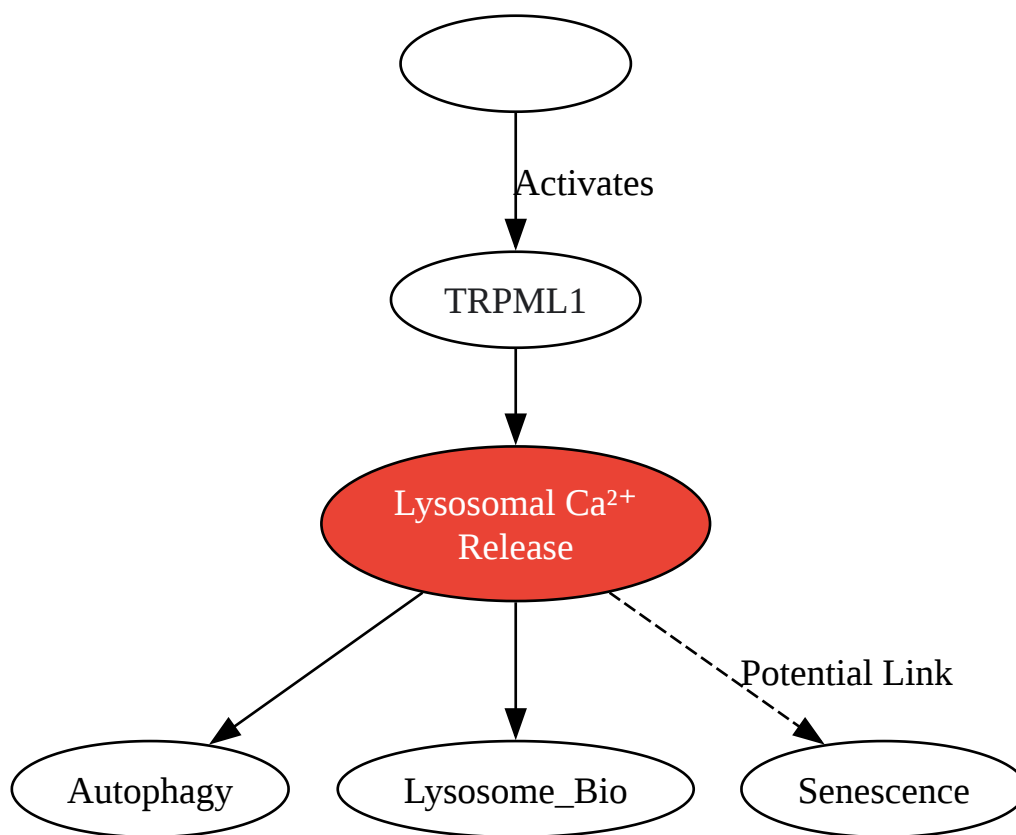 Activates
TRPML1
Lysosomal Ca²⁺
Release
Potential Link
Autophagy
Lysosome_Bio
Senescence